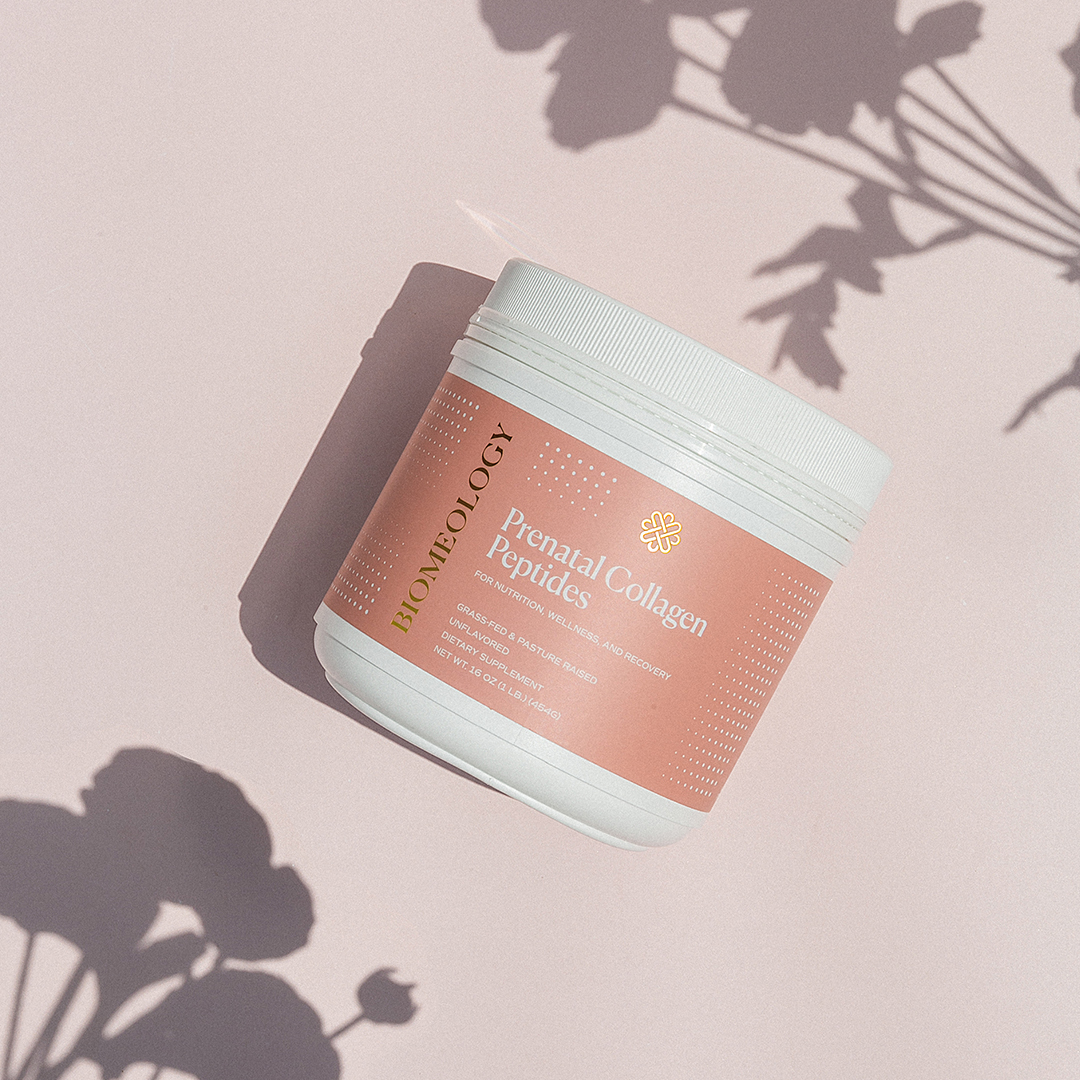 BIOMEOLOGY
Prenatal Collagen
Peptides
FOR NUTRITION, WELLNESS, AND RECOVERY
GRASS-FED & PASTURE RAISED
UNFLAVORED
DIETARY SUPPLEMENT
NET WT. 16 OZ (1 LB.) (454G)